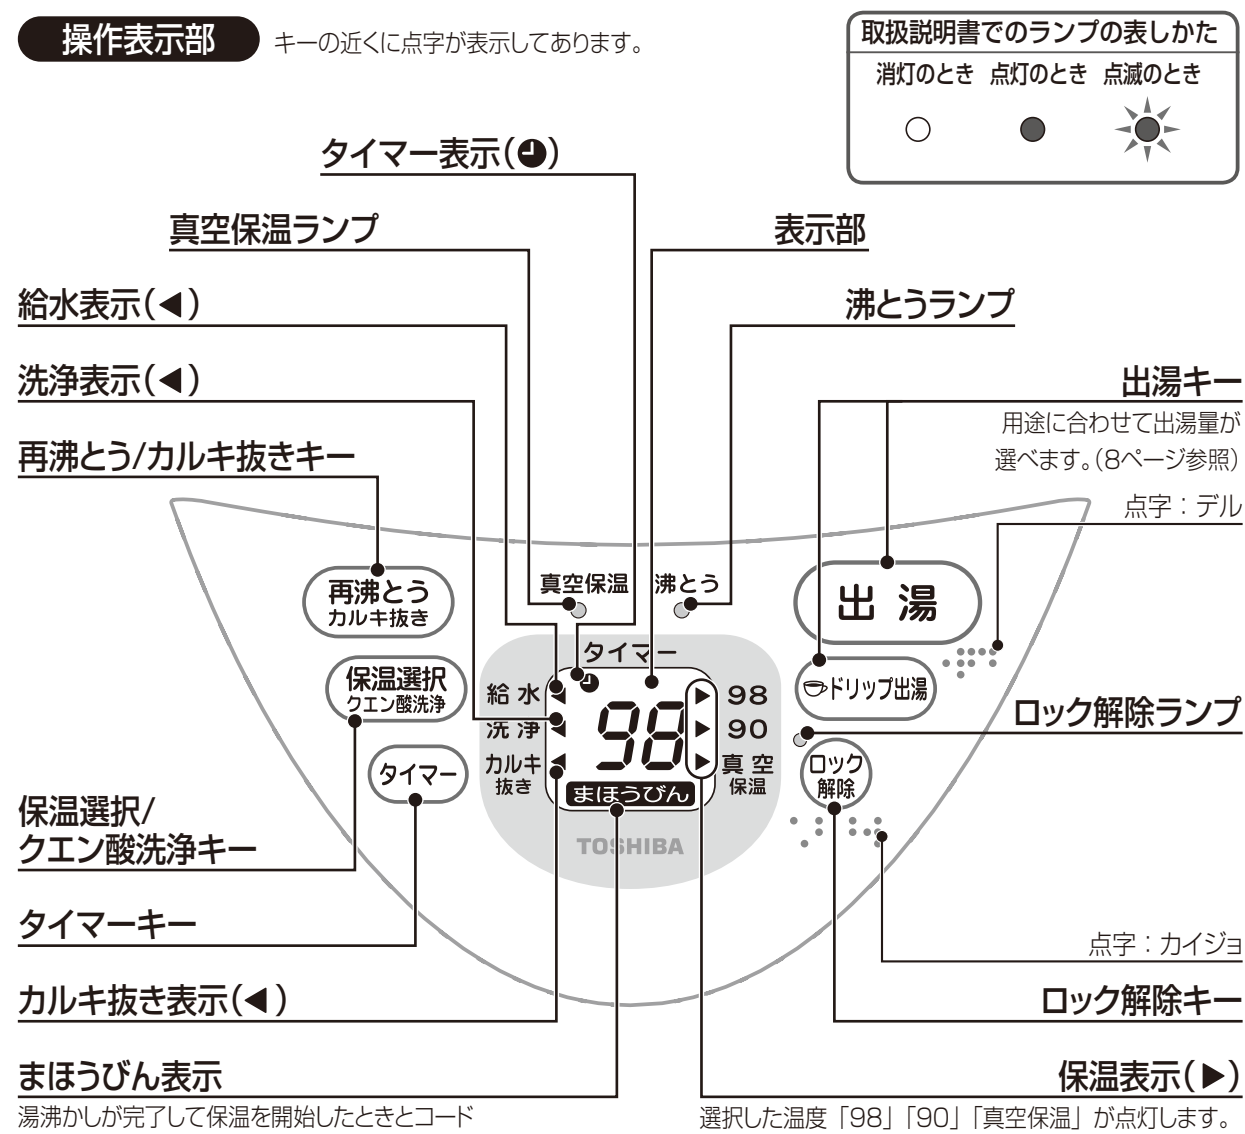 操作表示部
キーの近くに点字が表示してあります。
取扱説明書でのランプの表しかた
消灯のとき 点灯のとき 点滅のとき
タイマー表示(🕘)
真空保温ランプ
表示部
給水表示(◀)
沸とうランプ
洗浄表示(◀)
出湯キー
用途に合わせて出湯量が
選べます。(8ページ参照)
再沸とう/カルキ抜きキー
点字：デル
再沸とう
カルキ抜き
真空保温
沸とう
出 湯
タイマー
保温選択
クエン酸洗浄
給 水
98
98
ドリップ出湯
洗 浄
90
ロック解除ランプ
タイマー
カルキ
抜き
真 空
保温
ロック
解除
まほうびん
保温選択/
クエン酸洗浄キー
TOSHIBA
タイマーキー
点字：カイジョ
カルキ抜き表示(◀)
ロック解除キー
まほうびん表示
湯沸かしが完了して保温を開始したときとコード
保温表示(▶)
選択した温度「98」「90」「真空保温」が点灯します。